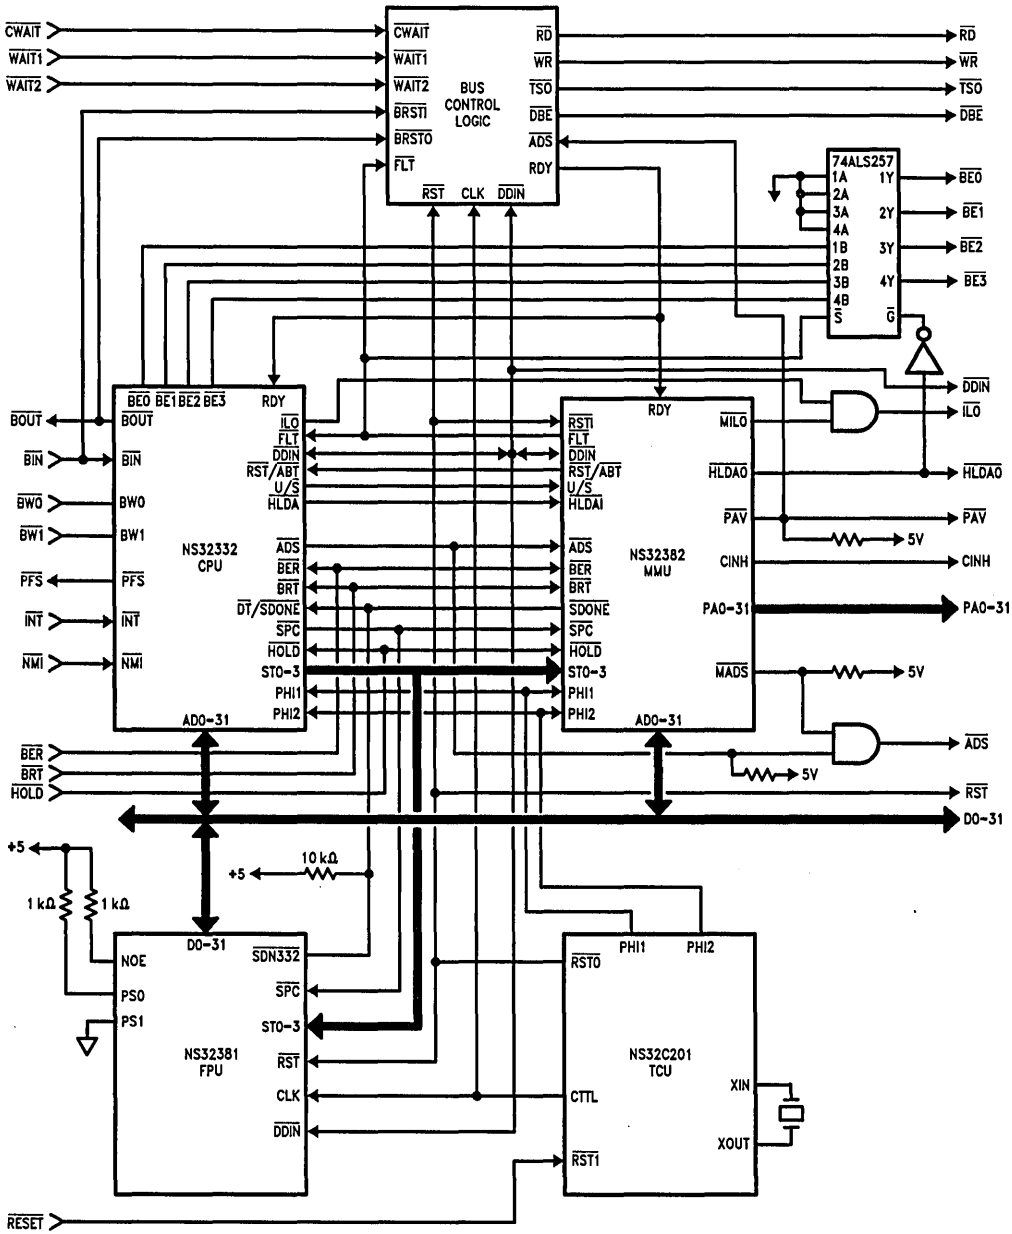 CWAIT
WAIT1
WAIT2
CWAIT
WAIT1
WAIT2
BRSTI
BRSTO
FLT
BUS
CONTROL
LOGIC
RD
WR
TSO
DBE
ADS
RDY
RST CLK DDIN
RD
WR
TSO
DBE
74ALS257
1A
2A
3A
4A
1B
2B
3B
4B
S
1Y
2Y
3Y
4Y
G
BE0
BE1
BE2
BE3
BE0 BE1 BE2 BE3
RDY
BOUT
BIN
BW0
BW1
PFS
INT
NMI
BOUT
BIN
BW0
BW1
PFS
INT
NMI
NS32332
CPU
ILO
FLT
DDIN
RST/ABT
U/S
HLDA
ADS
BER
BRT
DT/SDONE
SPC
HOLD
ST0-3
PHI1
PHI2
AD0-31
RDY
RSTI
FLT
DDIN
RST/ABT
U/S
HLDAI
ADS
BER
BRT
SDONE
SPC
HOLD
ST0-3
PHI1
PHI2
NS32382
MMU
MILO
HLDAO
PAV
CINH
PA0-31
MADS
AD0-31
DDIN
ILO
HLDAO
PAV
5V
CINH
PA0-31
5V
ADS
5V
RST
D0-31
BER
BRT
HOLD
+5
1 kΩ
1 kΩ
+5
10 kΩ
D0-31
NOE
PS0
PS1
NS32381
FPU
SDN332
SPC
ST0-3
RST
CLK
DDIN
PHI1 PHI2
RSTO
CTTL
RST1
NS32C201
TCU
XIN
XOUT
RESET